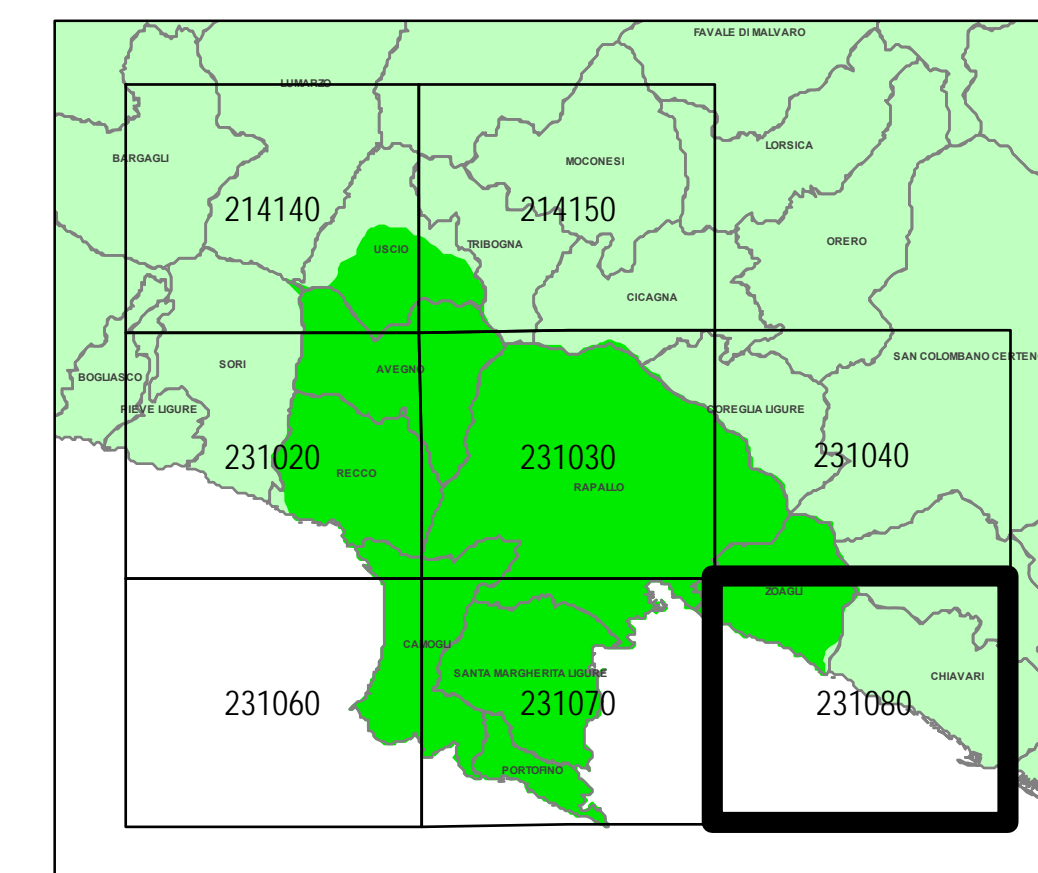 FAVALE DI MALVARO
LUMARZO
LORSICA
BARGAGLI
MOCONESI
214140
214150
ORERO
USCIO
TRIBOGNA
CICAGNA
SAN COLOMBANO CERTEN
SORI
AVEGNO
BOGLIASCO
PIEVE LIGURE
COREGLIA LIGURE
231020
231030
231040
RECCO
RAPALLO
ZOAGLI
CAMOGLI
SANTA MARGHERITA LIGURE
CHIAVARI
231060
231070
231080
PORTOFINO